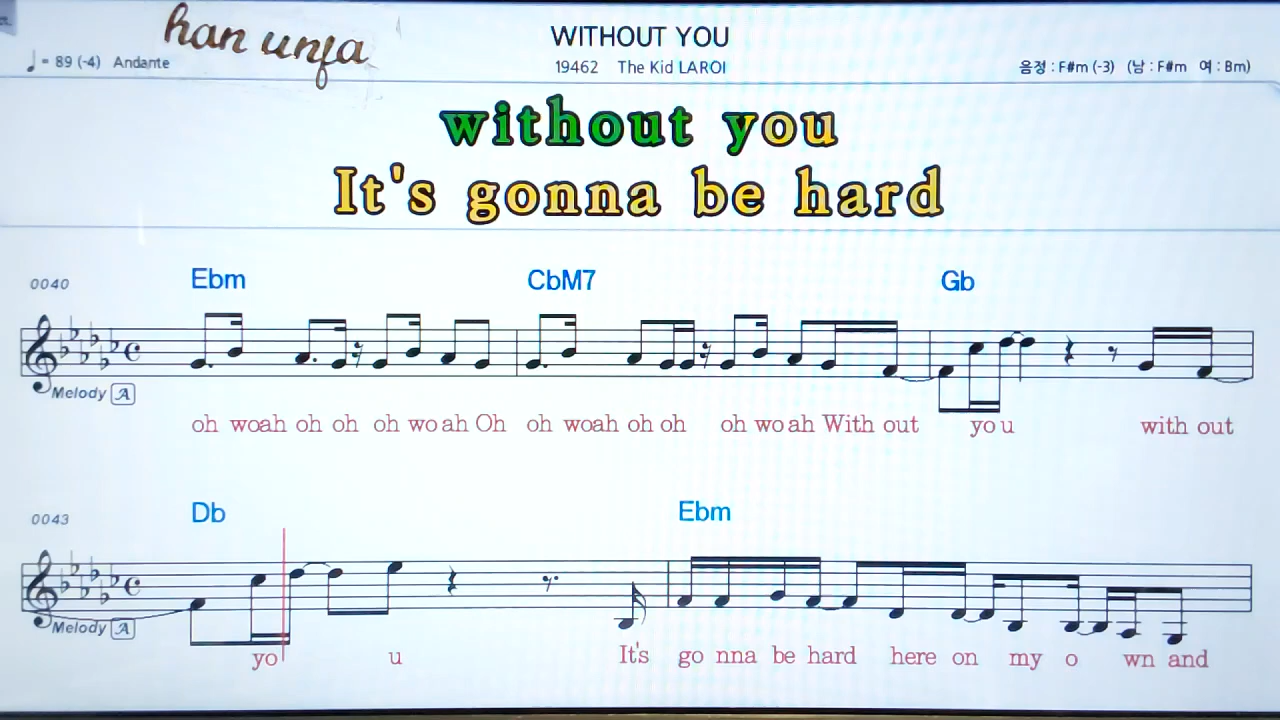 han unfa
WITHOUT YOU
♩ = 89 (-4) Andante
19462 The Kid LAROI
음정 : F#m (-3) (남 : F#m 여 : Bm)
without you
It's gonna be hard
0040
Ebm CbM7 Gb
Melody A
oh woah oh oh oh wo ah Oh oh woah oh oh oh wo ah With out you with out
0043
Db Ebm
Melody A
yo u It's go nna be hard here on my o wn and